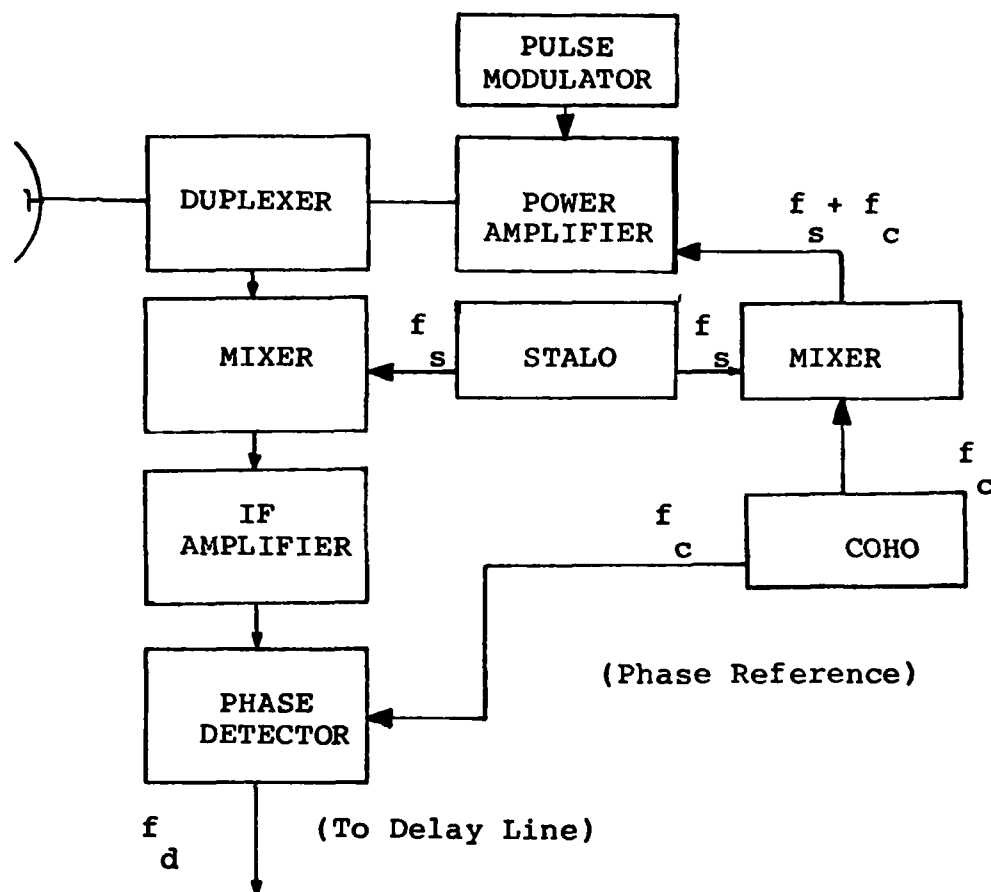 PULSE
MODULATOR
DUPLEXER
POWER
AMPLIFIER
f + f
s c
MIXER
f
s
STALO
f
s
MIXER
IF
AMPLIFIER
f
c
COHO
f
c
PHASE
DETECTOR
(Phase Reference)
f
d
(To Delay Line)